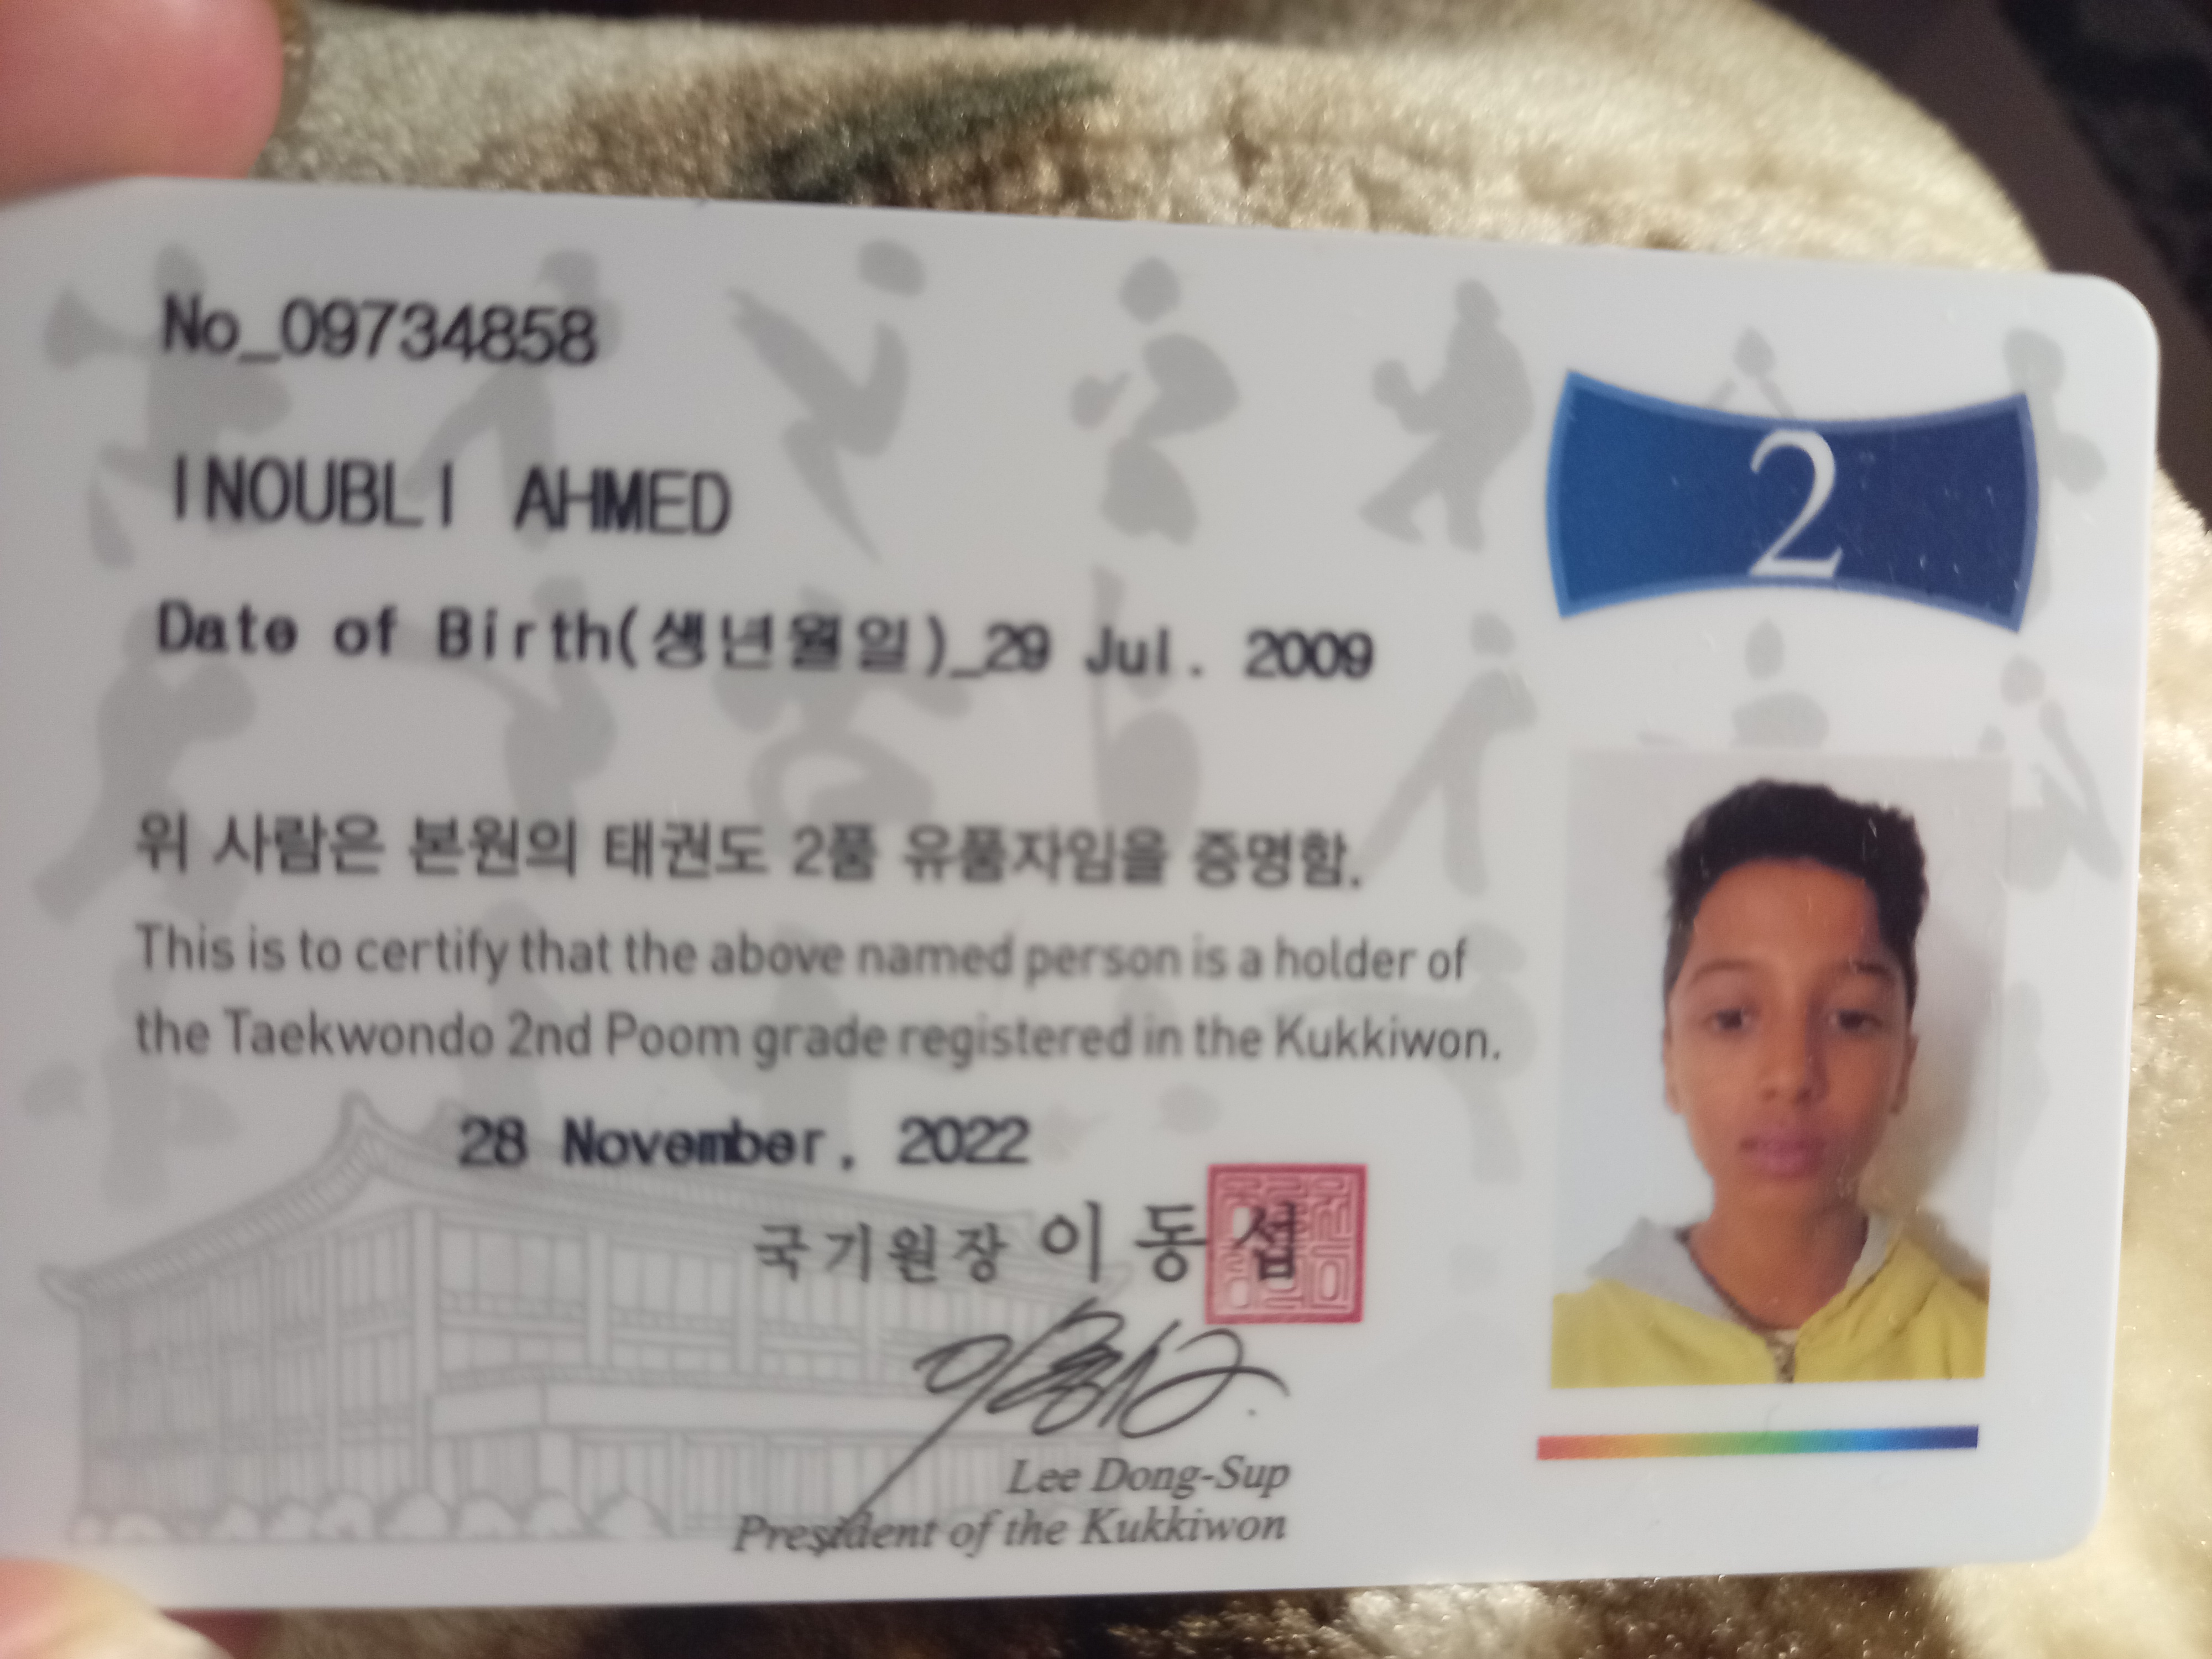 No_09734858
2
INOUBLI AHMED
Date of Birth(생년월일)_29 Jul. 2009
위 사람은 본원의 태권도 2품 유품자임을 증명함.
This is to certify that the above named person is a holder of
the Taekwondo 2nd Poom grade registered in the Kukkiwon.
28 November, 2022
국기원장 이동섭
Lee Dong-Sup
President of the Kukkiwon